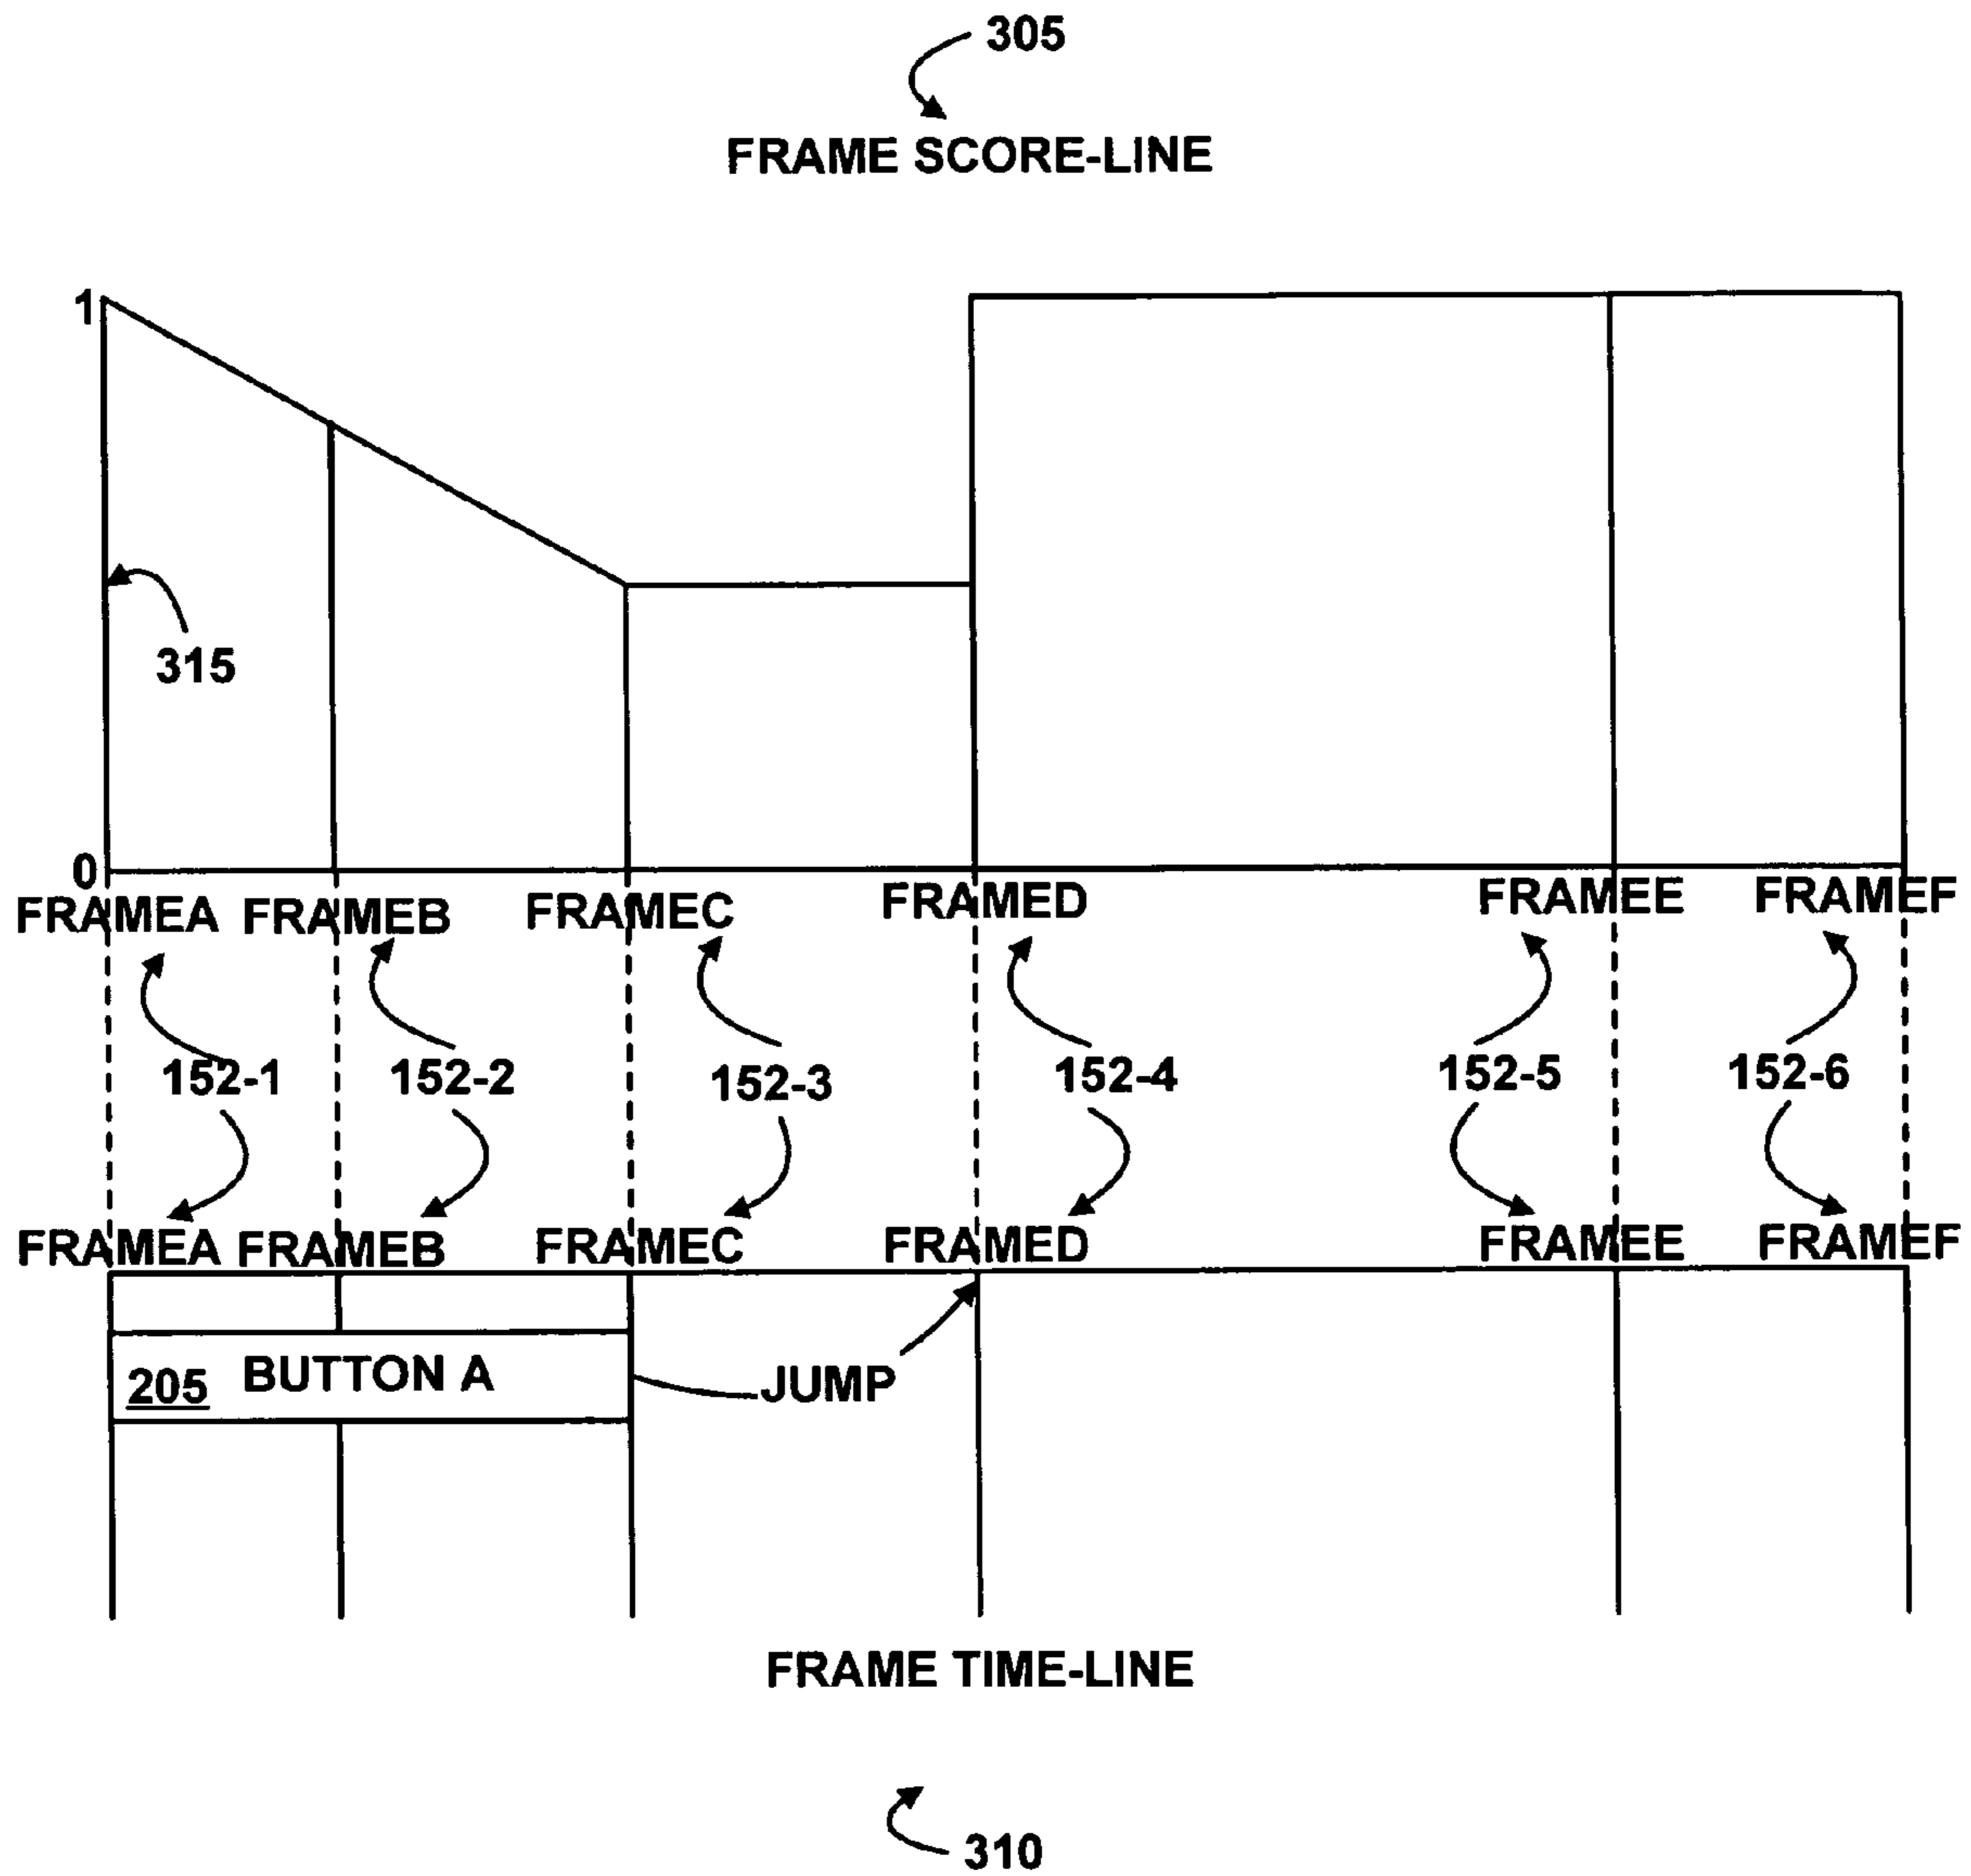 305
FRAME SCORE-LINE
1
315
0
FRAMEA FRAMEB FRAMEC FRAMED FRAMEE FRAMEF
152-1 152-2 152-3 152-4 152-5 152-6
FRAMEA FRAMEB FRAMEC FRAMED FRAMEE FRAMEF
205 BUTTON A JUMP
FRAME TIME-LINE
310